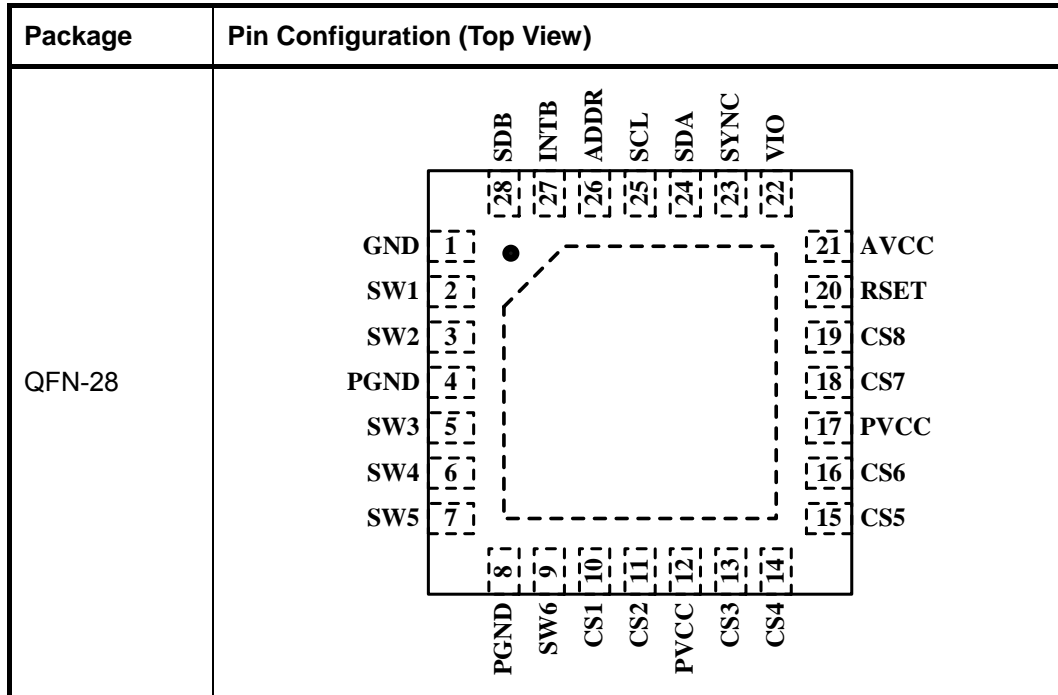 Package Pin Configuration (Top View)
QFN-28
SDB INTB ADDR SCL SDA SYNC VIO
28 27 26 25 24 23 22
GND 1 21 AVCC
SW1 2 20 RSET
SW2 3 19 CS8
PGND 4 18 CS7
SW3 5 17 PVCC
SW4 6 16 CS6
SW5 7 15 CS5
8 9 10 11 12 13 14
PGND SW6 CS1 CS2 PVCC CS3 CS4